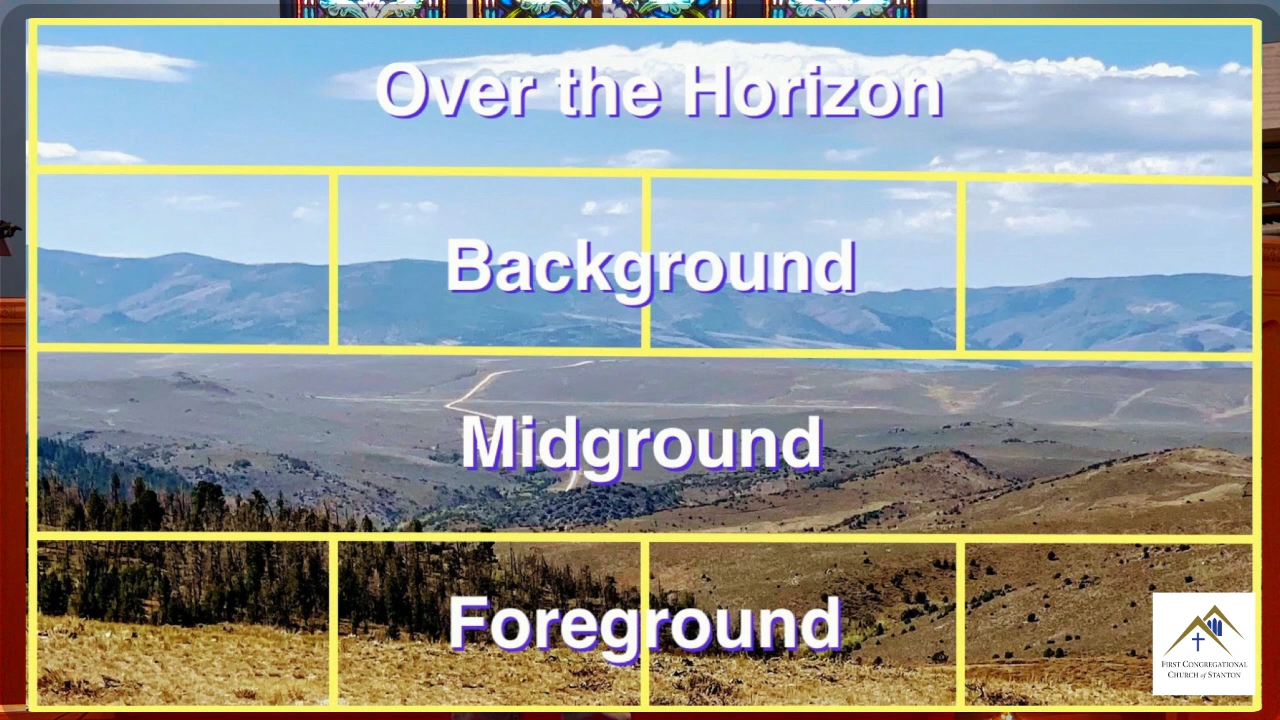 Over the Horizon
Background
Midground
Foreground
First Congregational
Church of Stanton